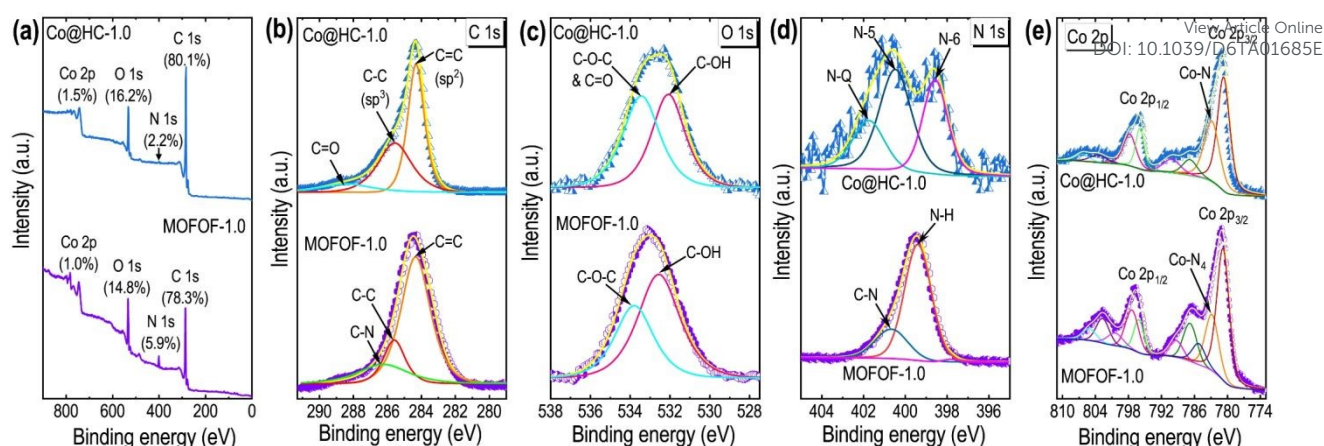 (a)
Co@HC-1.0
C 1s
(80.1%)
Co 2p
(1.5%)
O 1s
(16.2%)
N 1s
(2.2%)
MOFOF-1.0
Co 2p
(1.0%)
O 1s
(14.8%)
N 1s
(5.9%)
C 1s
(78.3%)
Intensity (a.u.)
800 600 400 200 0
Binding energy (eV)
(b)
Co@HC-1.0
C 1s
C=C
(sp²)
C-C
(sp³)
C=O
MOFOF-1.0
C=C
C-C
C-N
Intensity (a.u.)
290 288 286 284 282 280
Binding energy (eV)
(c)
Co@HC-1.0
O 1s
C-O-C
& C=O
C-OH
MOFOF-1.0
C-OH
C-O-C
Intensity (a.u.)
538 536 534 532 530 528
Binding energy (eV)
(d)
N 1s
N-5
N-6
N-Q
Co@HC-1.0
N-H
C-N
MOFOF-1.0
Intensity (a.u.)
404 402 400 398 396
Binding energy (eV)
(e)
Co 2p
View Article Online
DOI: 10.1039/D6TA01685E
Co 2p₃/₂
Co-N
Co 2p₁/₂
Co@HC-1.0
Co 2p₃/₂
Co-N₄
Co 2p₁/₂
MOFOF-1.0
Intensity (a.u.)
810 804 798 792 786 780 774
Binding energy (eV)